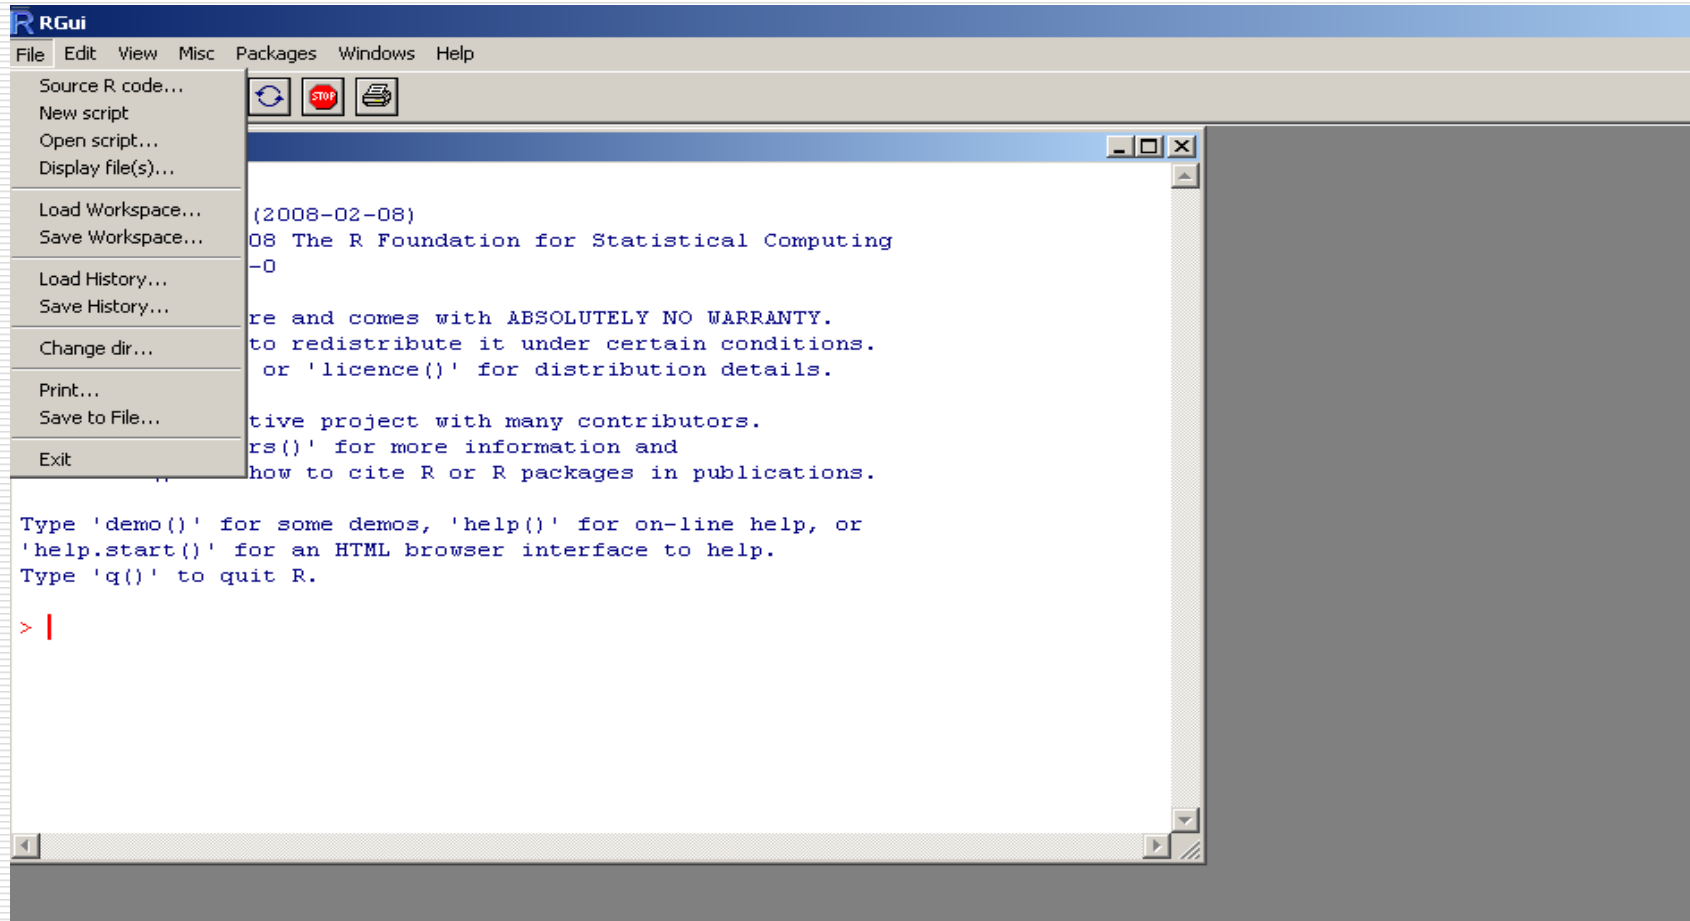 RGui
File Edit View Misc Packages Windows Help
Source R code...
New script
Open script...
Display file(s)...
Load Workspace...
Save Workspace...
Load History...
Save History...
Change dir...
Print...
Save to File...
Exit
STOP
(2008-02-08)
08 The R Foundation for Statistical Computing
-0
re and comes with ABSOLUTELY NO WARRANTY.
to redistribute it under certain conditions.
or 'licence()' for distribution details.
tive project with many contributors.
rs()' for more information and
how to cite R or R packages in publications.
Type 'demo()' for some demos, 'help()' for on-line help, or
'help.start()' for an HTML browser interface to help.
Type 'q()' to quit R.
>